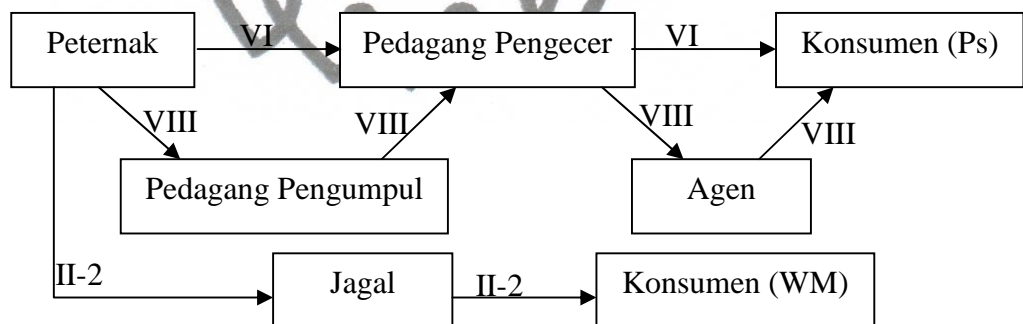 Peternak VI Pedagang Pengecer VI Konsumen (Ps)
VIII VIII VIII VIII
Pedagang Pengumpul Agen
II-2 Jagal II-2 Konsumen (WM)